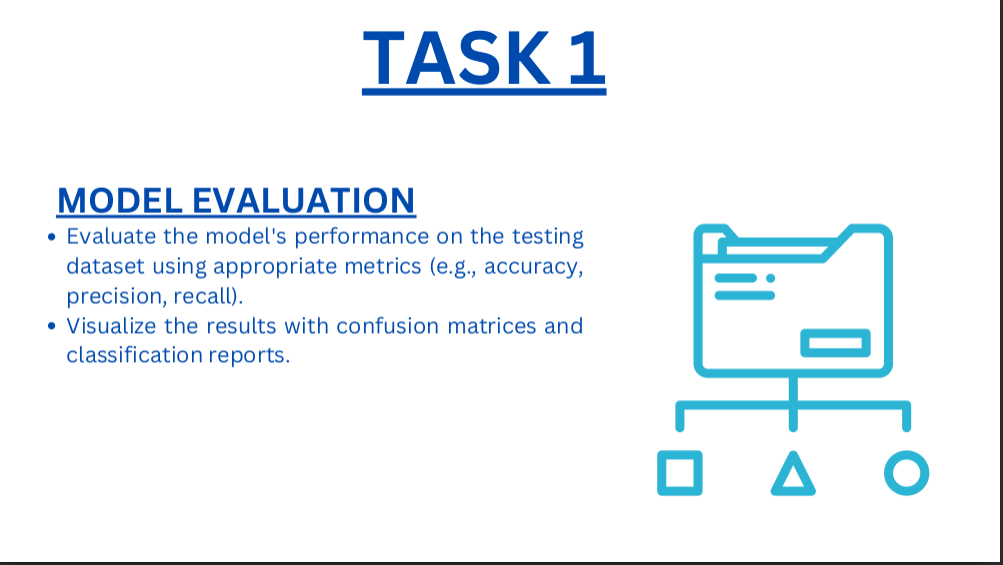 TASK 1
MODEL EVALUATION
• Evaluate the model's performance on the testing
dataset using appropriate metrics (e.g., accuracy,
precision, recall).
• Visualize the results with confusion matrices and
classification reports.